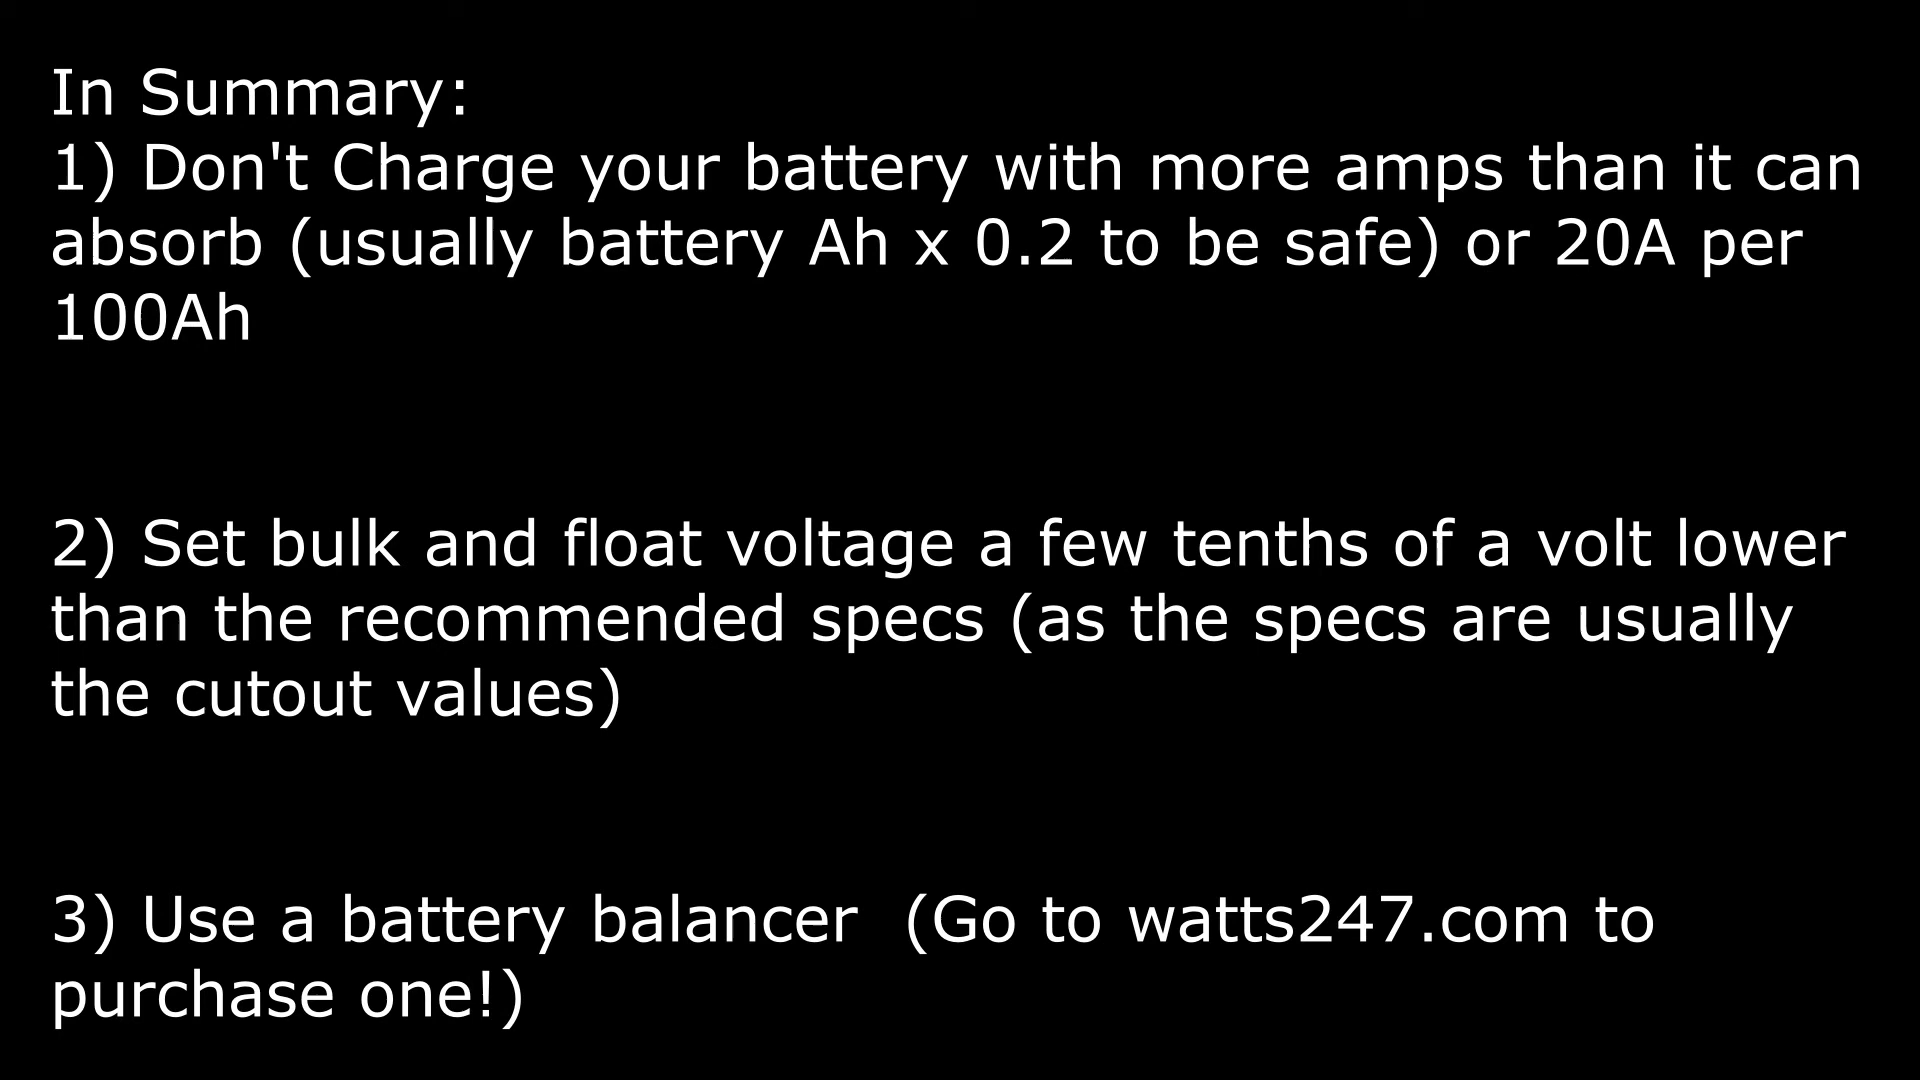 In Summary:
1) Don't Charge your battery with more amps than it can
absorb (usually battery Ah x 0.2 to be safe) or 20A per
100Ah
2) Set bulk and float voltage a few tenths of a volt lower
than the recommended specs (as the specs are usually
the cutout values)
3) Use a battery balancer  (Go to watts247.com to
purchase one!)